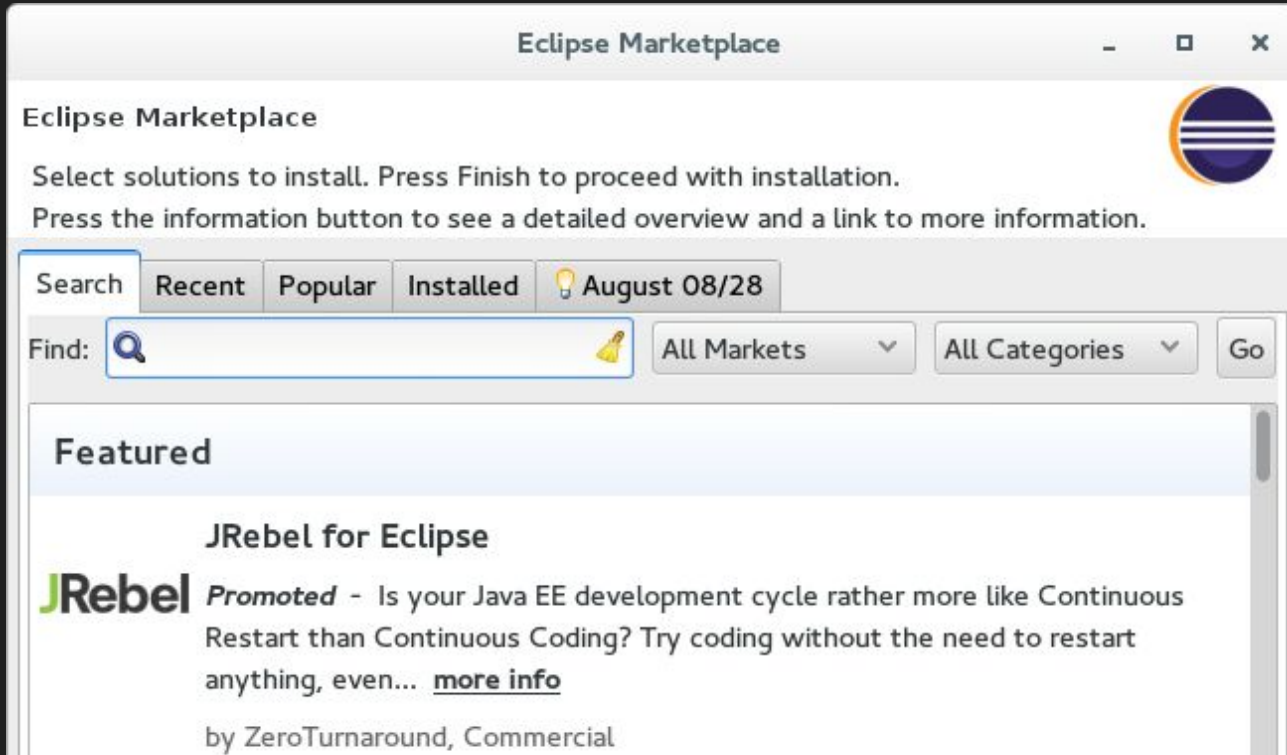 Eclipse Marketplace
Eclipse Marketplace
Select solutions to install. Press Finish to proceed with installation.
Press the information button to see a detailed overview and a link to more information.
Search Recent Popular Installed August 08/28
Find: All Markets All Categories Go
Featured
JRebel for Eclipse
JRebel Promoted - Is your Java EE development cycle rather more like Continuous
Restart than Continuous Coding? Try coding without the need to restart
anything, even... more info
by ZeroTurnaround, Commercial